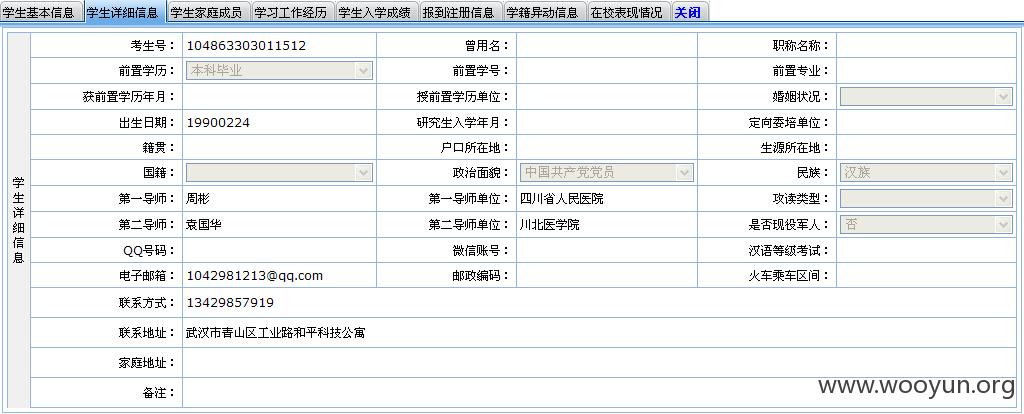 学生基本信息 学生详细信息 学生家庭成员 学习工作经历 学生入学成绩 报到注册信息 学籍异动信息 在校表现情况 关闭
学生详细信息
考生号： 104863303011512 曾用名： 职称名称：
前置学历： 本科毕业 前置学号： 前置专业：
获前置学历年月： 授前置学历单位： 婚姻状况：
出生日期： 19900224 研究生入学年月： 定向委培单位：
籍贯： 户口所在地： 生源所在地：
国籍： 政治面貌： 中国共产党党员 民族： 汉族
第一导师： 周彬 第一导师单位： 四川省人民医院 攻读类型：
第二导师： 袁国华 第二导师单位： 川北医学院 是否现役军人： 否
QQ号码： 微信账号： 汉语等级考试：
电子邮箱： 1042981213@qq.com 邮政编码： 火车乘车区间：
联系方式： 13429857919
联系地址： 武汉市青山区工业路和平科技公寓
家庭地址：
备注：
www.wooyun.org